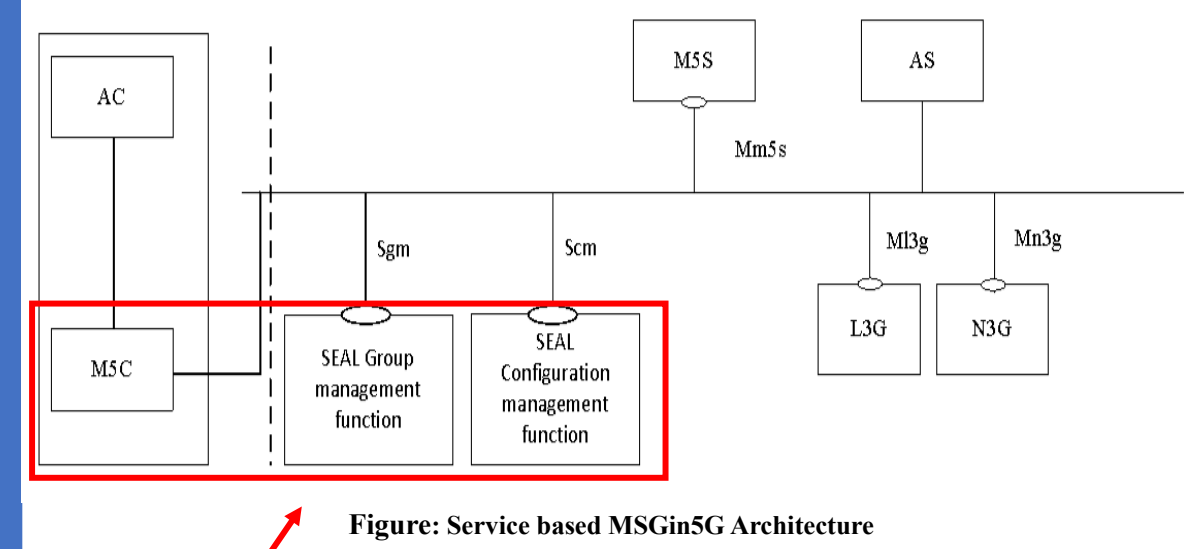 M5S
AS
AC
Mm5s
Sgm
Scm
Ml3g
Mn3g
M5C
SEAL Group
management
function
SEAL
Configuration
management
function
L3G
N3G
Figure: Service based MSGin5G Architecture